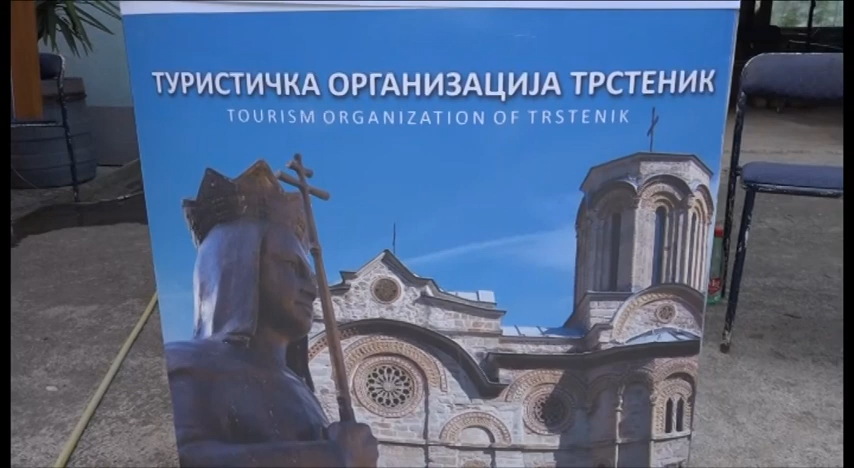 ТУРИСТИЧКА ОРГАНИЗАЦИЈА ТРСТЕНИК
TOURISM ORGANIZATION OF TRSTENIK